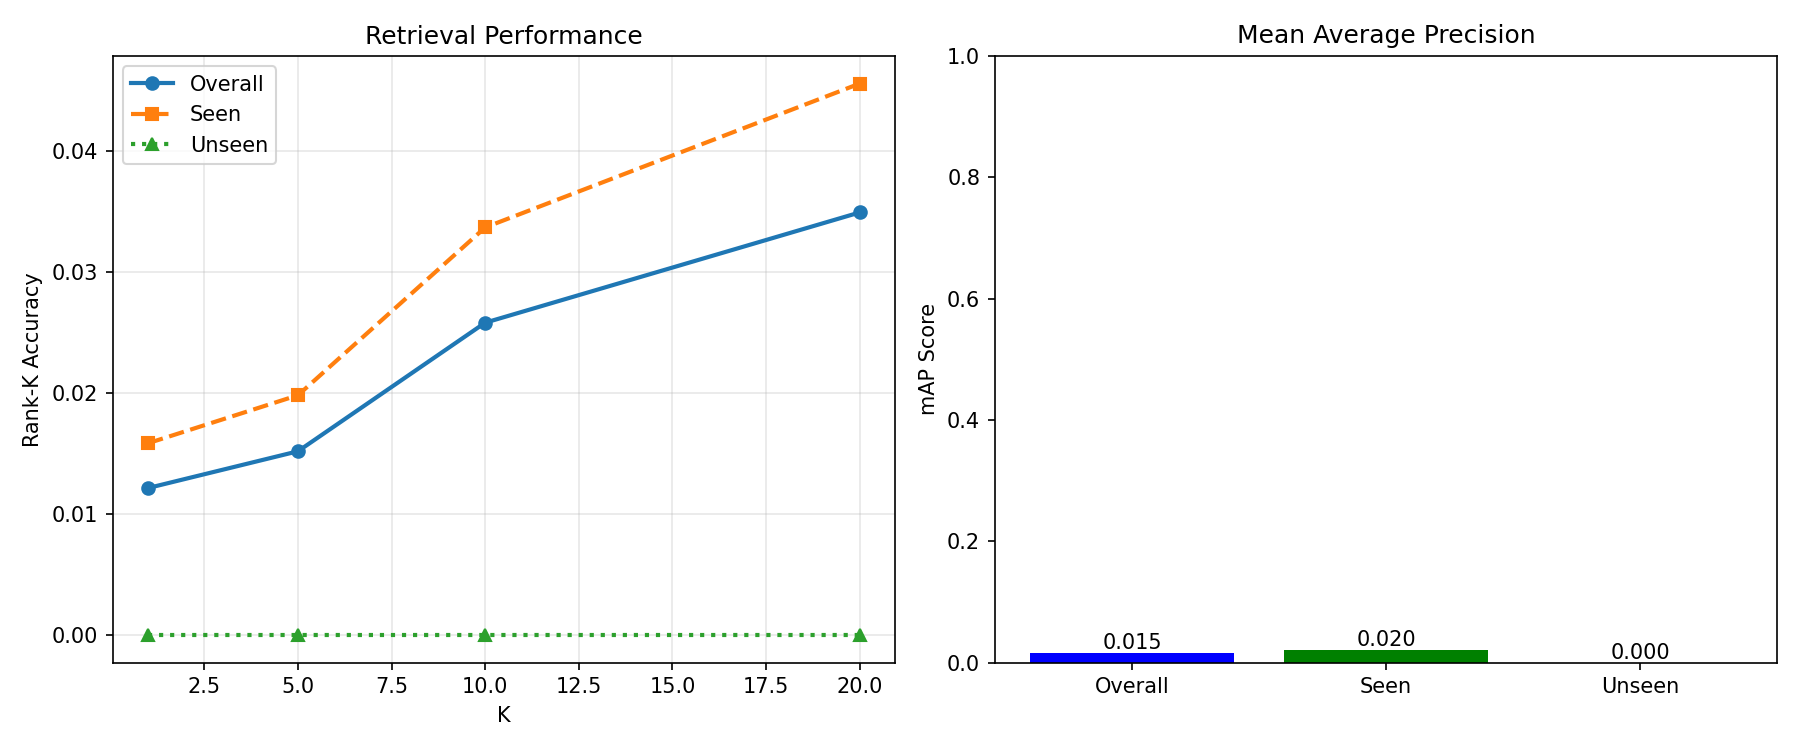 Retrieval Performance
Overall
Seen
Unseen
0.04
0.03
0.02
0.01
0.00
Rank-K Accuracy
2.5
5.0
7.5
10.0
12.5
15.0
17.5
20.0
K
Mean Average Precision
1.0
0.8
0.6
0.4
0.2
0.0
mAP Score
0.015
0.020
0.000
Overall
Seen
Unseen